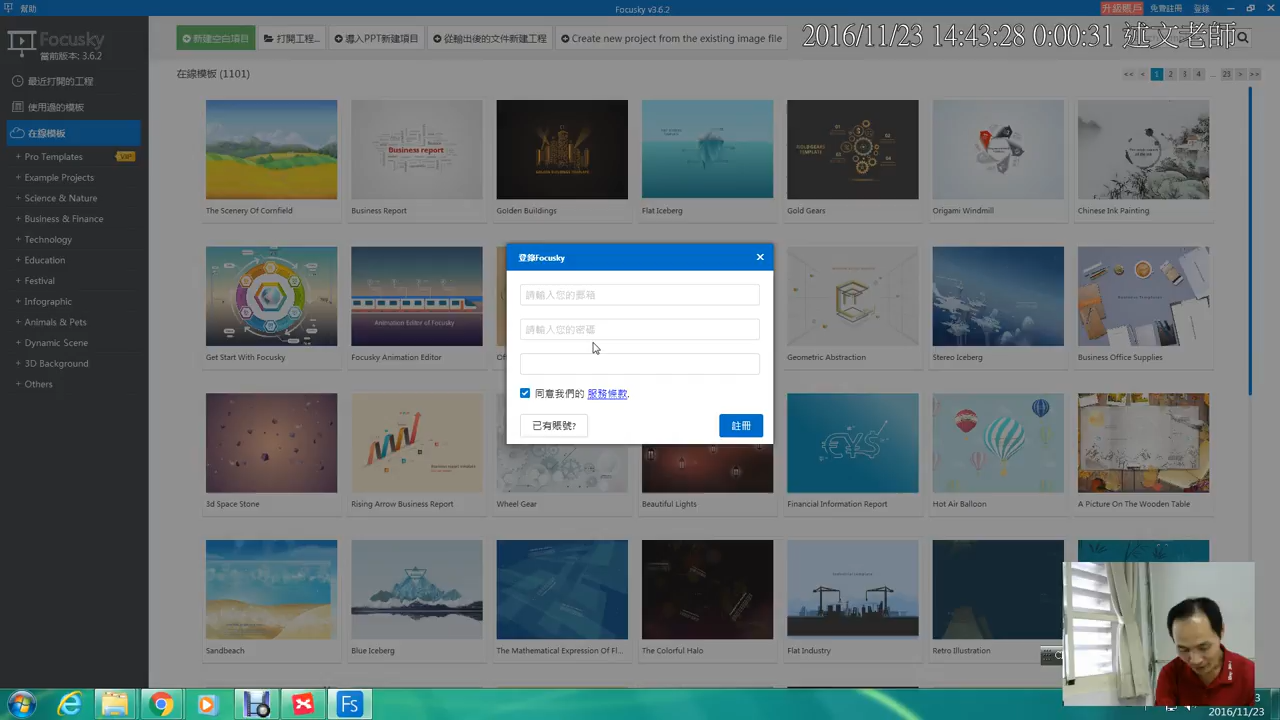 幫助
Focusky v3.6.2
升級賬戶
免費註冊
登錄
Focusky
當前版本: 3.6.2
新建空白項目
打開工程...
導入PPT新建項目
從輸出後的文件新建工程
Create new project from the existing image file
2016/11/23 14:43:28 0:00:31 述文老師
最近打開的工程
使用過的模板
在線模板
+ Pro Templates
VIP
+ Example Projects
+ Science & Nature
+ Business & Finance
+ Technology
+ Education
+ Festival
+ Infographic
+ Animals & Pets
+ Dynamic Scene
+ 3D Background
+ Others
在線模板 (1101)
<< < 1 2 3 4 ... 23 > >>
Business report
The Scenery Of Cornfield
Business Report
Golden Buildings
Flat Iceberg
Gold Gears
Origami Windmill
Chinese Ink Painting
Animation Editor of Focusky
Get Start With Focusky
Focusky Animation Editor
Geometric Abstraction
Stereo Iceberg
Business Office Supplies
登錄Focusky
請輸入您的郵箱
請輸入您的密碼
同意我們的 服務條款.
已有賬號?
註冊
3d Space Stone
Rising Arrow Business Report
Wheel Gear
Beautiful Lights
Financial Information Report
Hot Air Balloon
A Picture On The Wooden Table
Sandbeach
Blue Iceberg
The Mathematical Expression Of Fl...
The Colorful Halo
Flat Industry
Retro Illustration
Fs
2016/11/23